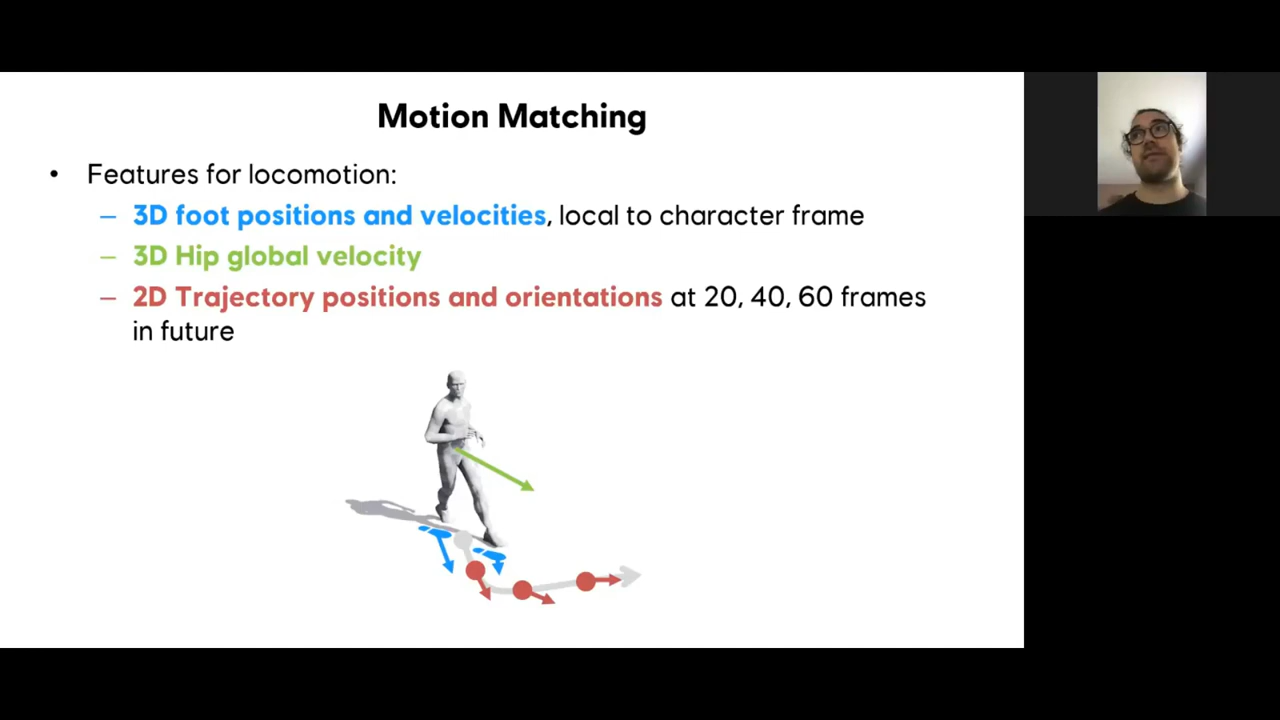 Motion Matching
• Features for locomotion:
– 3D foot positions and velocities, local to character frame
– 3D Hip global velocity
– 2D Trajectory positions and orientations at 20, 40, 60 frames
in future